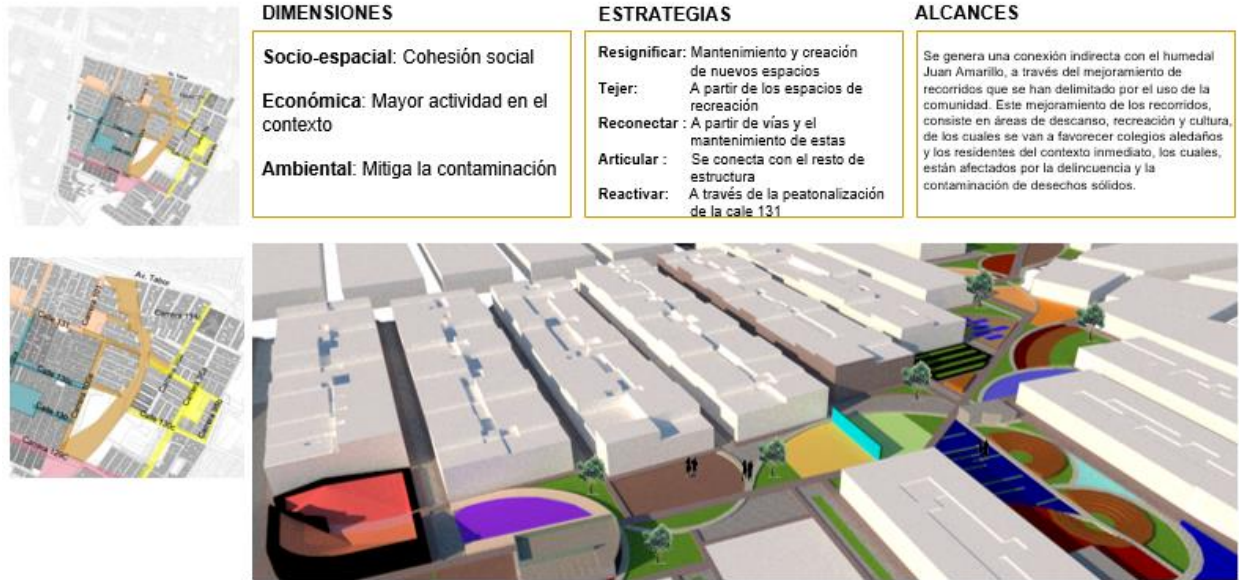 DIMENSIONES
Socio-espacial: Cohesión social
Económica: Mayor actividad en el
contexto
Ambiental: Mitiga la contaminación
ESTRATEGIAS
Resignificar: Mantenimiento y creación
de nuevos espacios
Tejer: A partir de los espacios de
recreación
Reconectar : A partir de vías y el
mantenimiento de estas
Articular : Se conecta con el resto de
estructura
Reactivar: A través de la peatonalización
de la cale 131
ALCANCES
Se genera una conexión indirecta con el humedal
Juan Amarillo, a través del mejoramiento de
recorridos que se han delimitado por el uso de la
comunidad. Este mejoramiento de los recorridos,
consiste en áreas de descanso, recreación y cultura,
de los cuales se van a favorecer colegios aledaños
y los residentes del contexto inmediato, los cuales,
están afectados por la delincuencia y la
contaminación de desechos sólidos.
Av. Tabor
Calle 131
Calle 130
Calle 130c
Carrera 129C